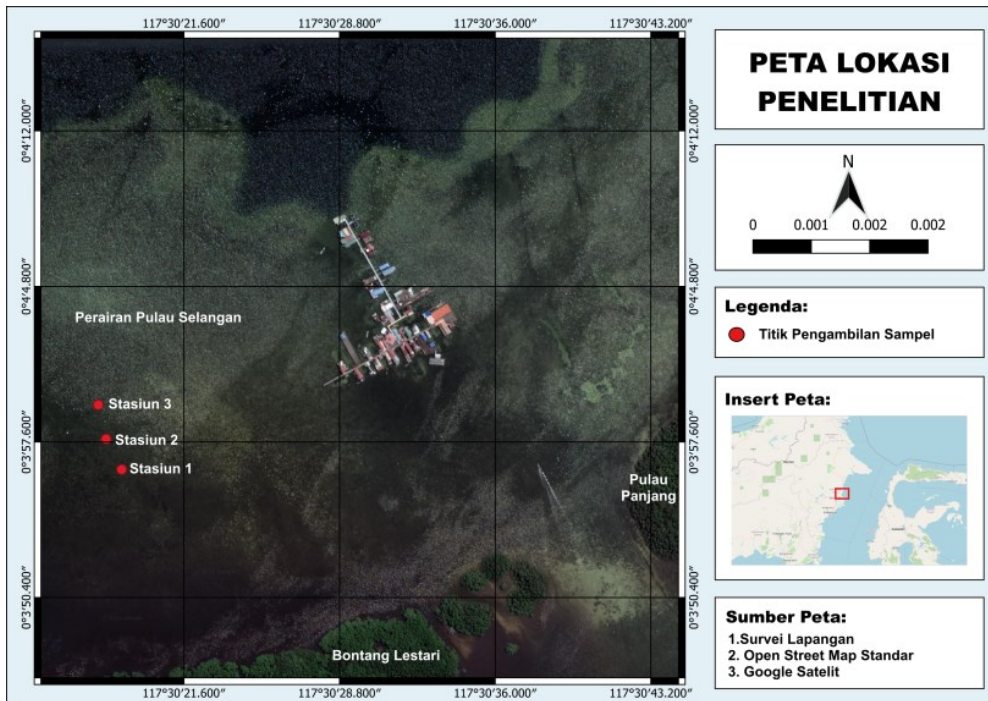 117°30'21.600" 117°30'28.800" 117°30'36.000" 117°30'43.200"
0°4'12.000" 0°4'12.000"
0°4'4.800" 0°4'4.800"
0°3'57.600" 0°3'57.600"
0°3'50.400" 0°3'50.400"
Perairan Pulau Selangan
Stasiun 3
Stasiun 2
Stasiun 1
Pulau
Panjang
Bontang Lestari
117°30'21.600" 117°30'28.800" 117°30'36.000" 117°30'43.200"
PETA LOKASI
PENELITIAN
N
0 0.001 0.002 0.002
Legenda:
Titik Pengambilan Sampel
Insert Peta:
Sumber Peta:
1.Survei Lapangan
2. Open Street Map Standar
3. Google Satelit